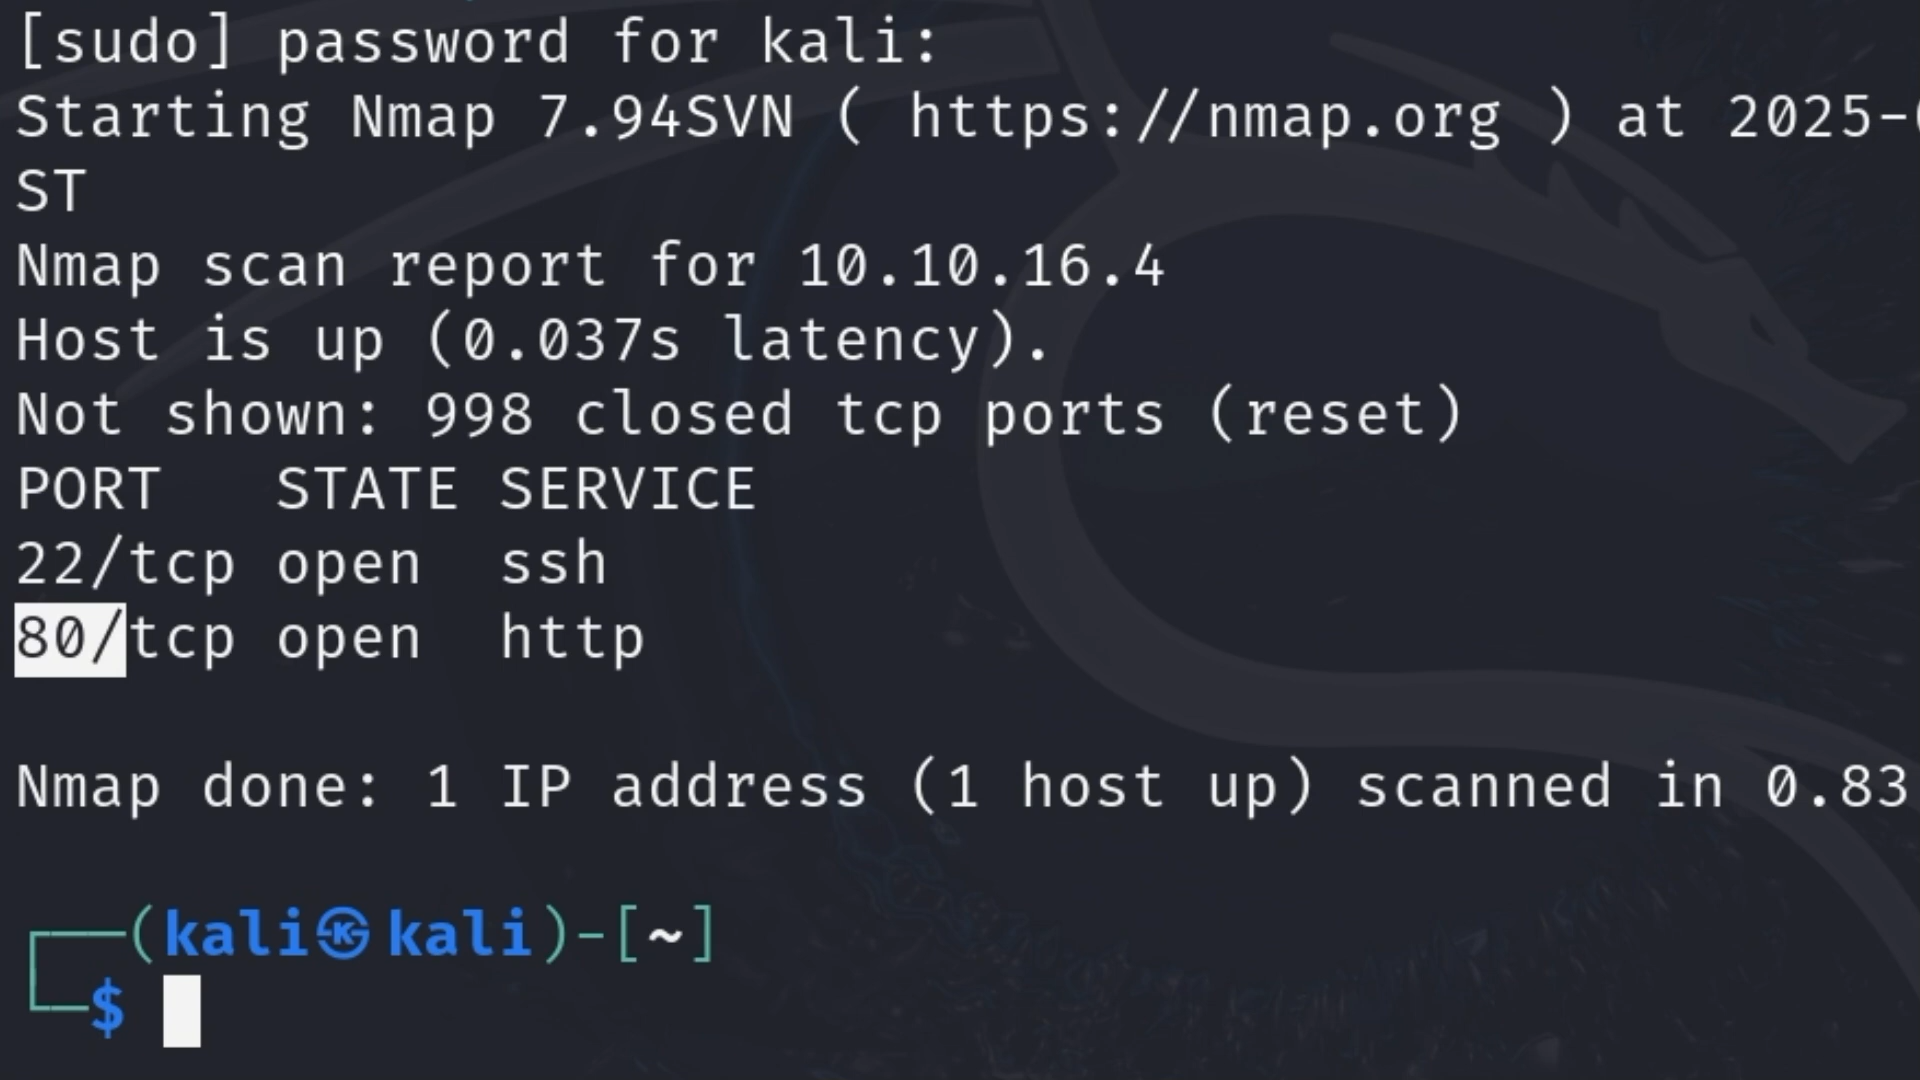 [sudo] password for kali:
Starting Nmap 7.94SVN ( https://nmap.org ) at 2025-
ST
Nmap scan report for 10.10.16.4
Host is up (0.037s latency).
Not shown: 998 closed tcp ports (reset)
PORT   STATE SERVICE
22/tcp open  ssh
80/tcp open  http
Nmap done: 1 IP address (1 host up) scanned in 0.83
┌──(kali㉿kali)-[~]
└─$